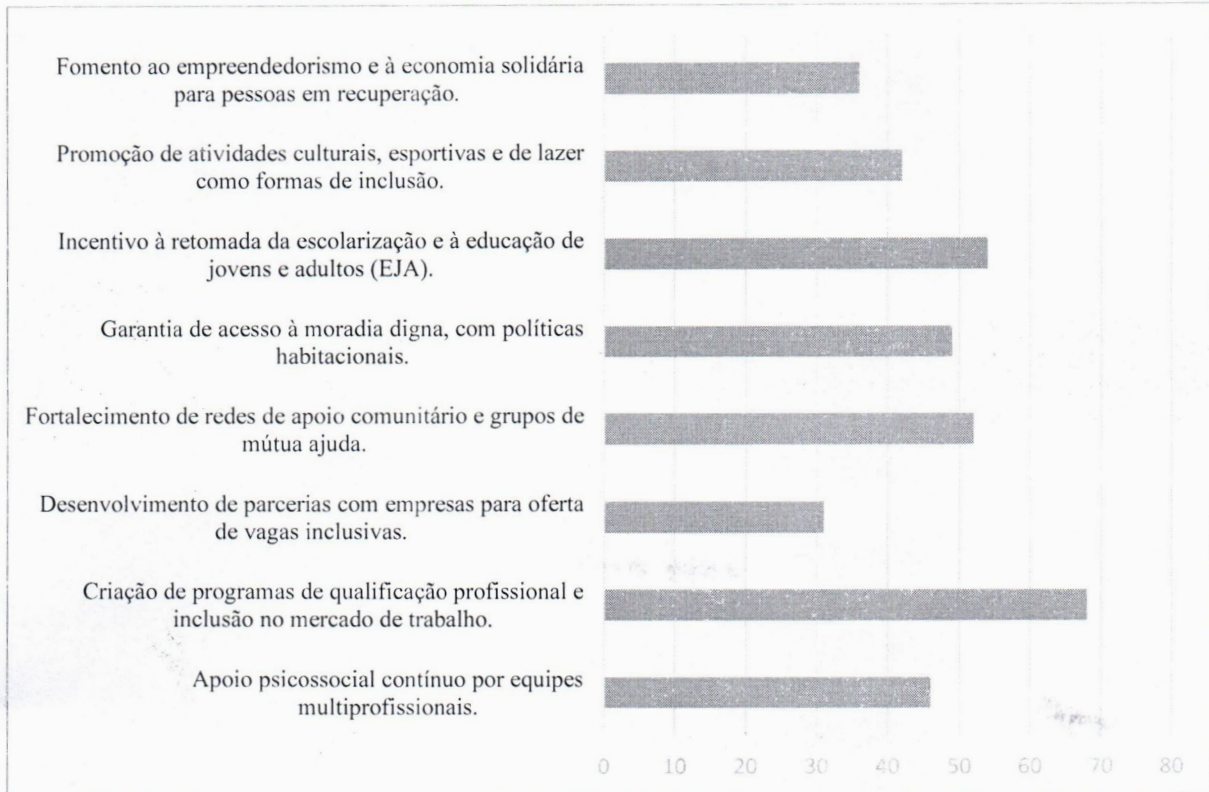 Fomento ao empreendedorismo e à economia solidária
para pessoas em recuperação.
Promoção de atividades culturais, esportivas e de lazer
como formas de inclusão.
Incentivo à retomada da escolarização e à educação de
jovens e adultos (EJA).
Garantia de acesso à moradia digna, com políticas
habitacionais.
Fortalecimento de redes de apoio comunitário e grupos de
mútua ajuda.
Desenvolvimento de parcerias com empresas para oferta
de vagas inclusivas.
Criação de programas de qualificação profissional e
inclusão no mercado de trabalho.
Apoio psicossocial contínuo por equipes
multiprofissionais.
0 10 20 30 40 50 60 70 80